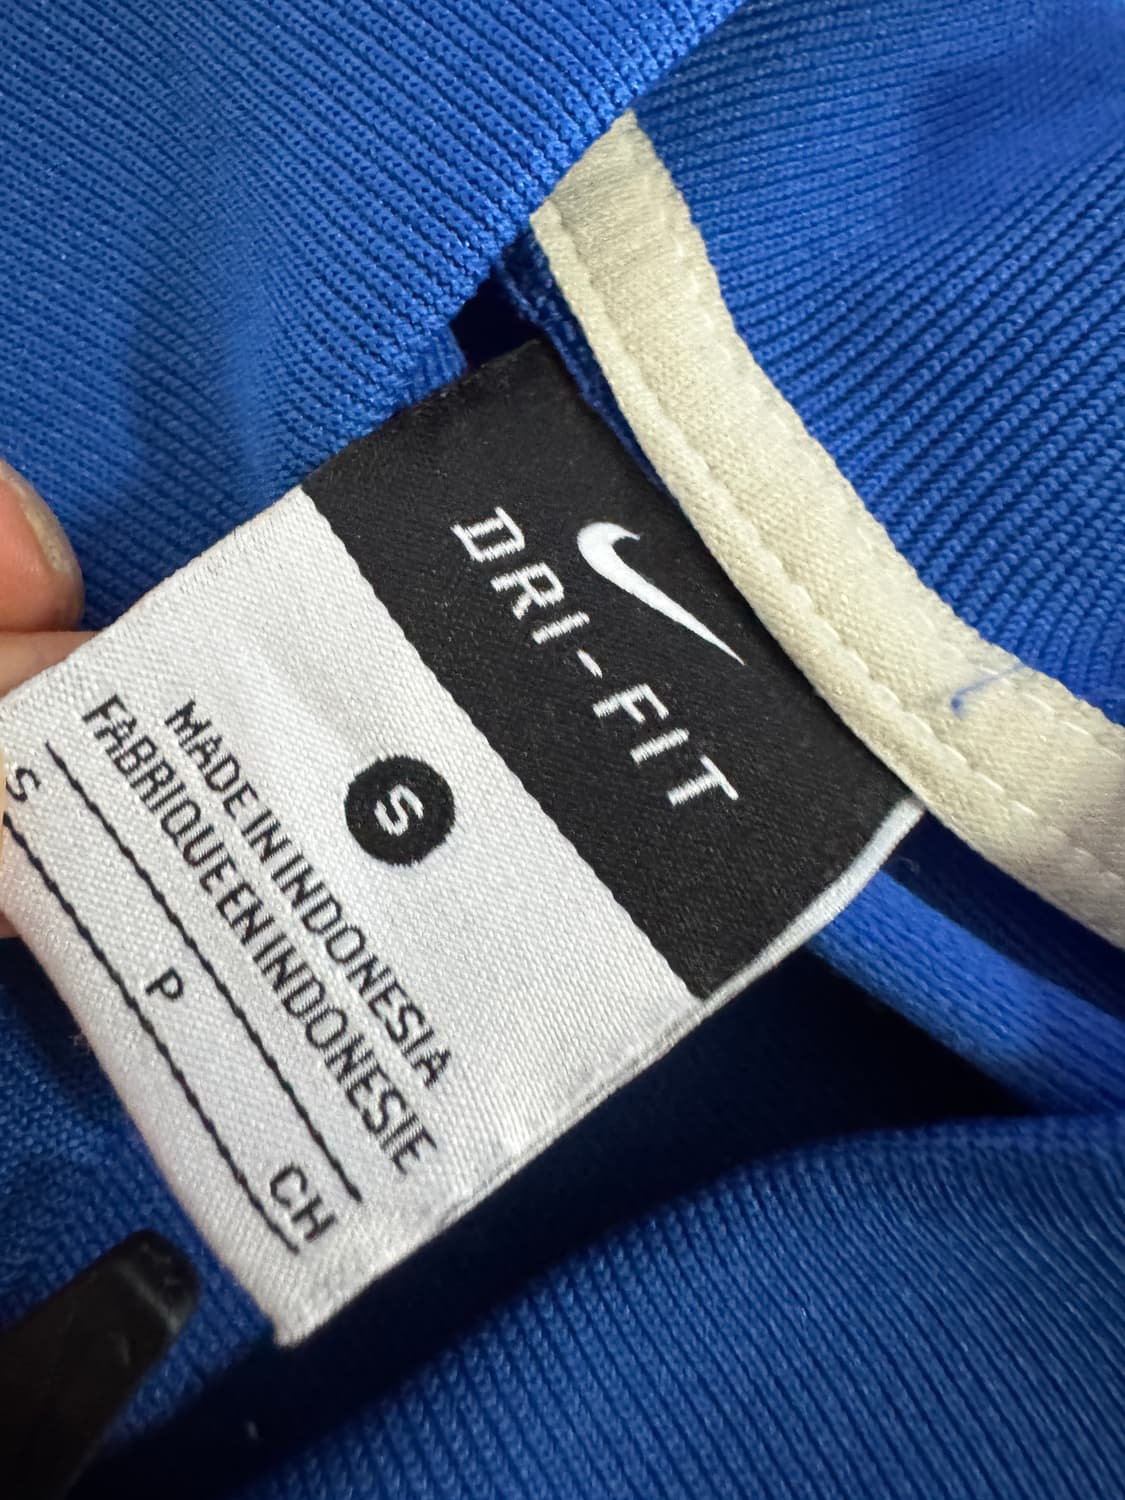 DRI-FIT
S
MADE IN INDONESIA
FABRIQUE EN INDONESIE
S P CH